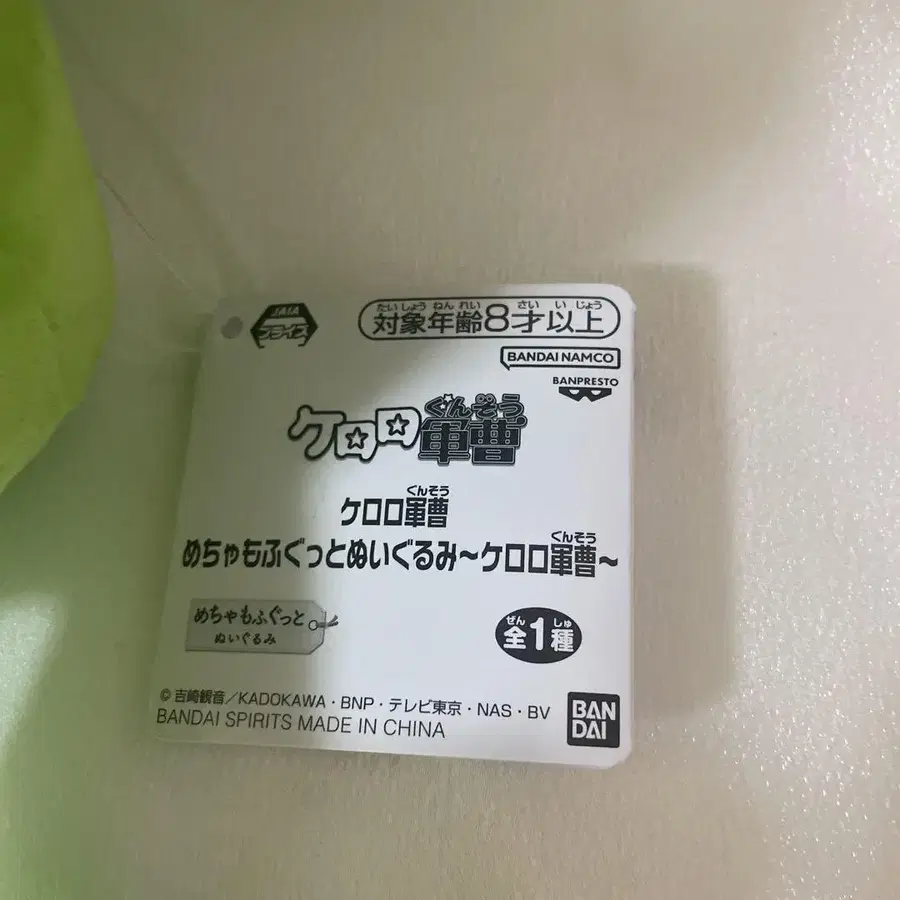 JAIA
プライズ
たいしょうねんれい さい い じょう
対象年齢8才以上
BANDAI NAMCO
BANPRESTO
ぐんそう
ケロロ軍曹
ぐんそう
ケロロ軍曹
ぐんそう
めちゃもふぐっとぬいぐるみ～ケロロ軍曹～
めちゃもふぐっと
ぬいぐるみ
ぜん しゅ
全1種
© 吉崎観音／KADOKAWA・BNP・テレビ東京・NAS・BV
BANDAI SPIRITS MADE IN CHINA
BAN
DAI